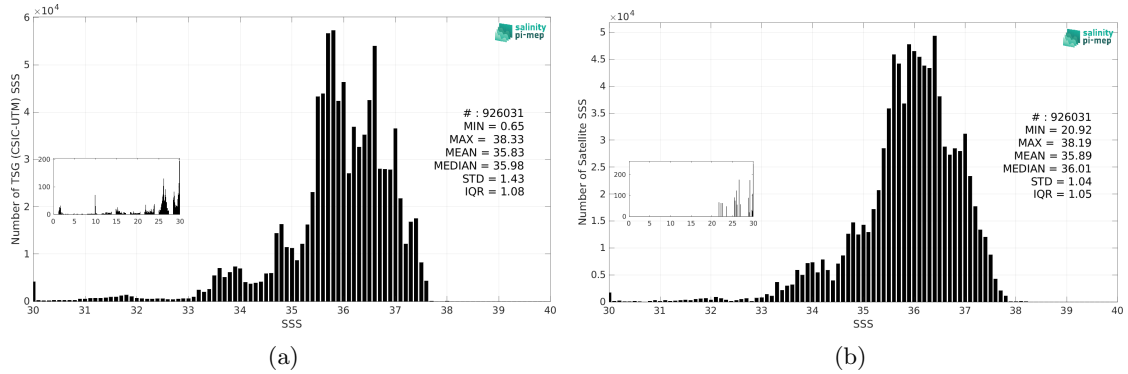 ×10⁴
6
5
4
3
2
1
0
Number of TSG (CSIC-UTM) SSS
salinity
pi-mep
# : 926031
MIN = 0.65
MAX = 38.33
MEAN = 35.83
MEDIAN = 35.98
STD = 1.43
IQR = 1.08
200
100
0
0 5 10 15 20 25 30
30 31 32 33 34 35 36 37 38 39 40
SSS
(a)
×10⁴
5
4.5
4
3.5
3
2.5
2
1.5
1
0.5
0
Number of Satellite SSS
salinity
pi-mep
# : 926031
MIN = 20.92
MAX = 38.19
MEAN = 35.89
MEDIAN = 36.01
STD = 1.04
IQR = 1.05
200
100
0
0 5 10 15 20 25 30
30 31 32 33 34 35 36 37 38 39 40
SSS
(b)